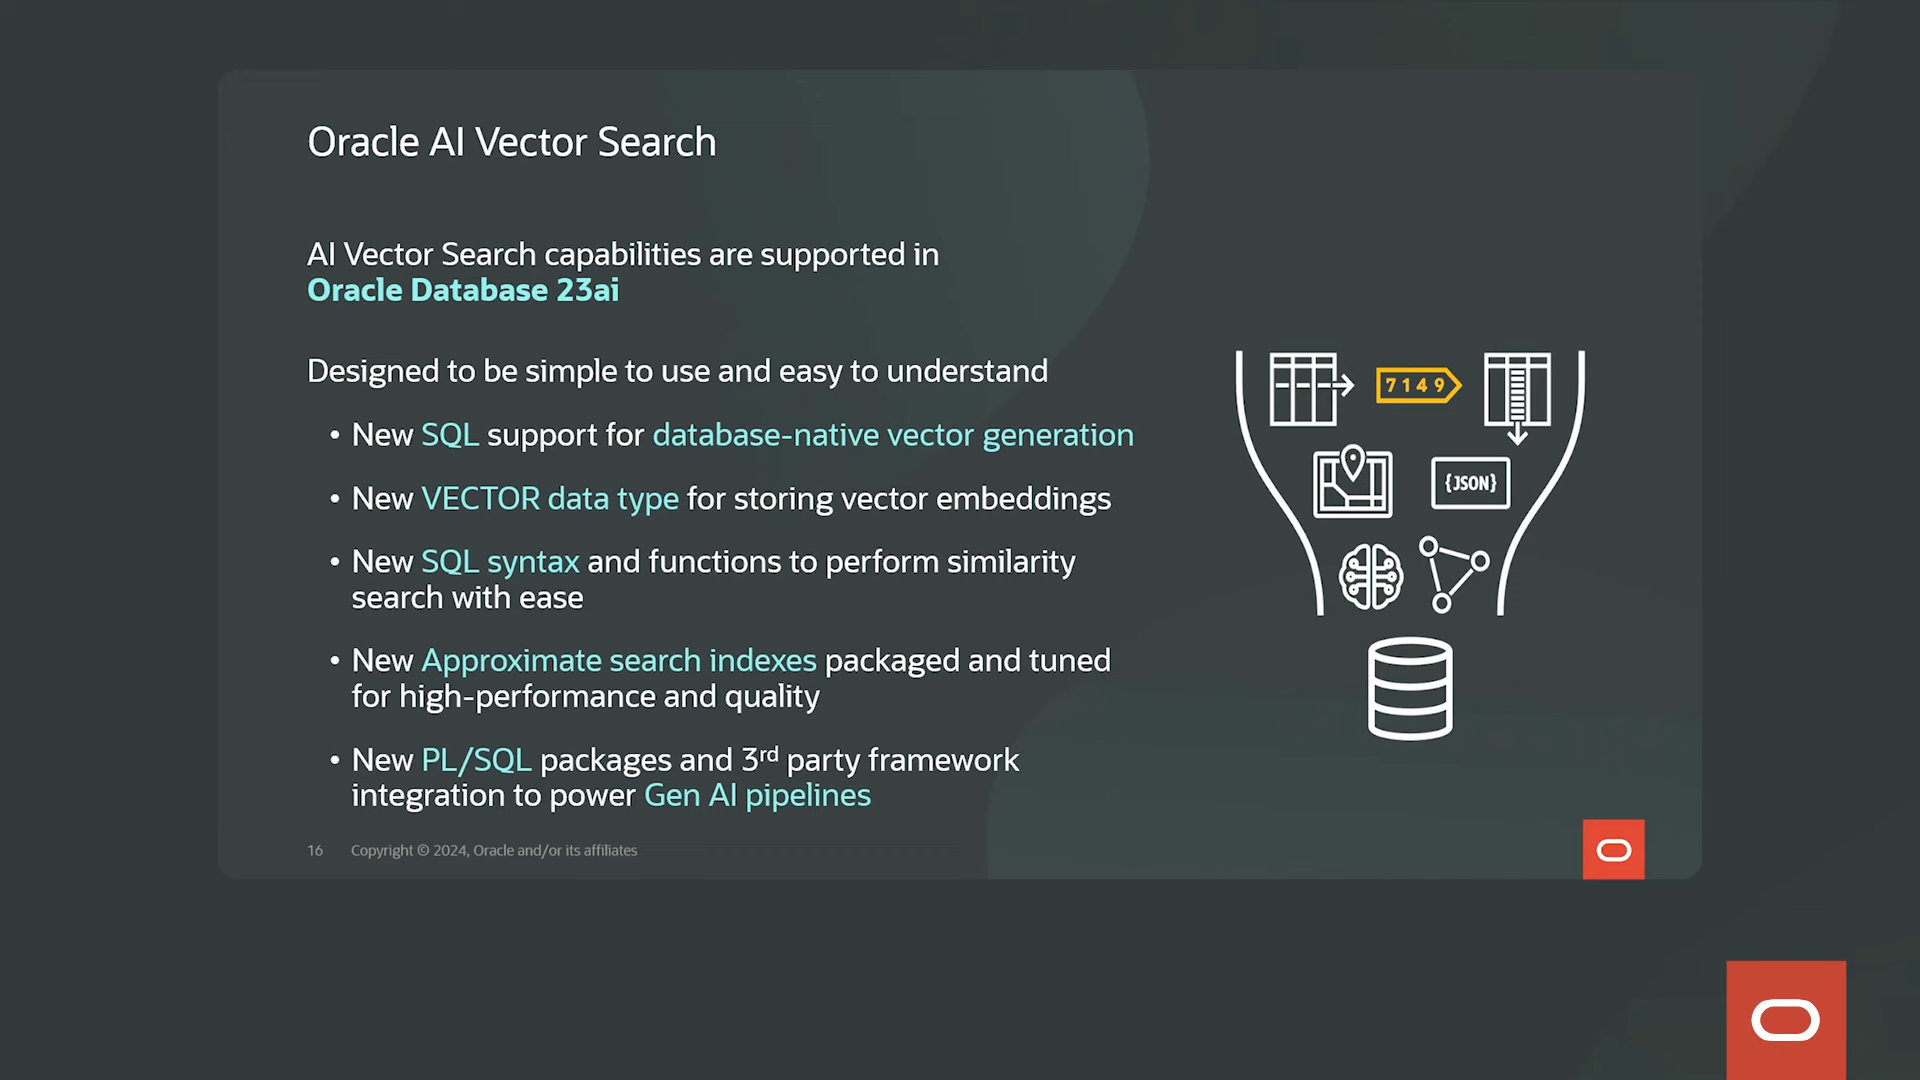 Oracle AI Vector Search
AI Vector Search capabilities are supported in
Oracle Database 23ai
Designed to be simple to use and easy to understand
• New SQL support for database-native vector generation
• New VECTOR data type for storing vector embeddings
• New SQL syntax and functions to perform similarity
search with ease
• New Approximate search indexes packaged and tuned
for high-performance and quality
• New PL/SQL packages and 3rd party framework
integration to power Gen AI pipelines
7149
{JSON}
16 Copyright © 2024, Oracle and/or its affiliates